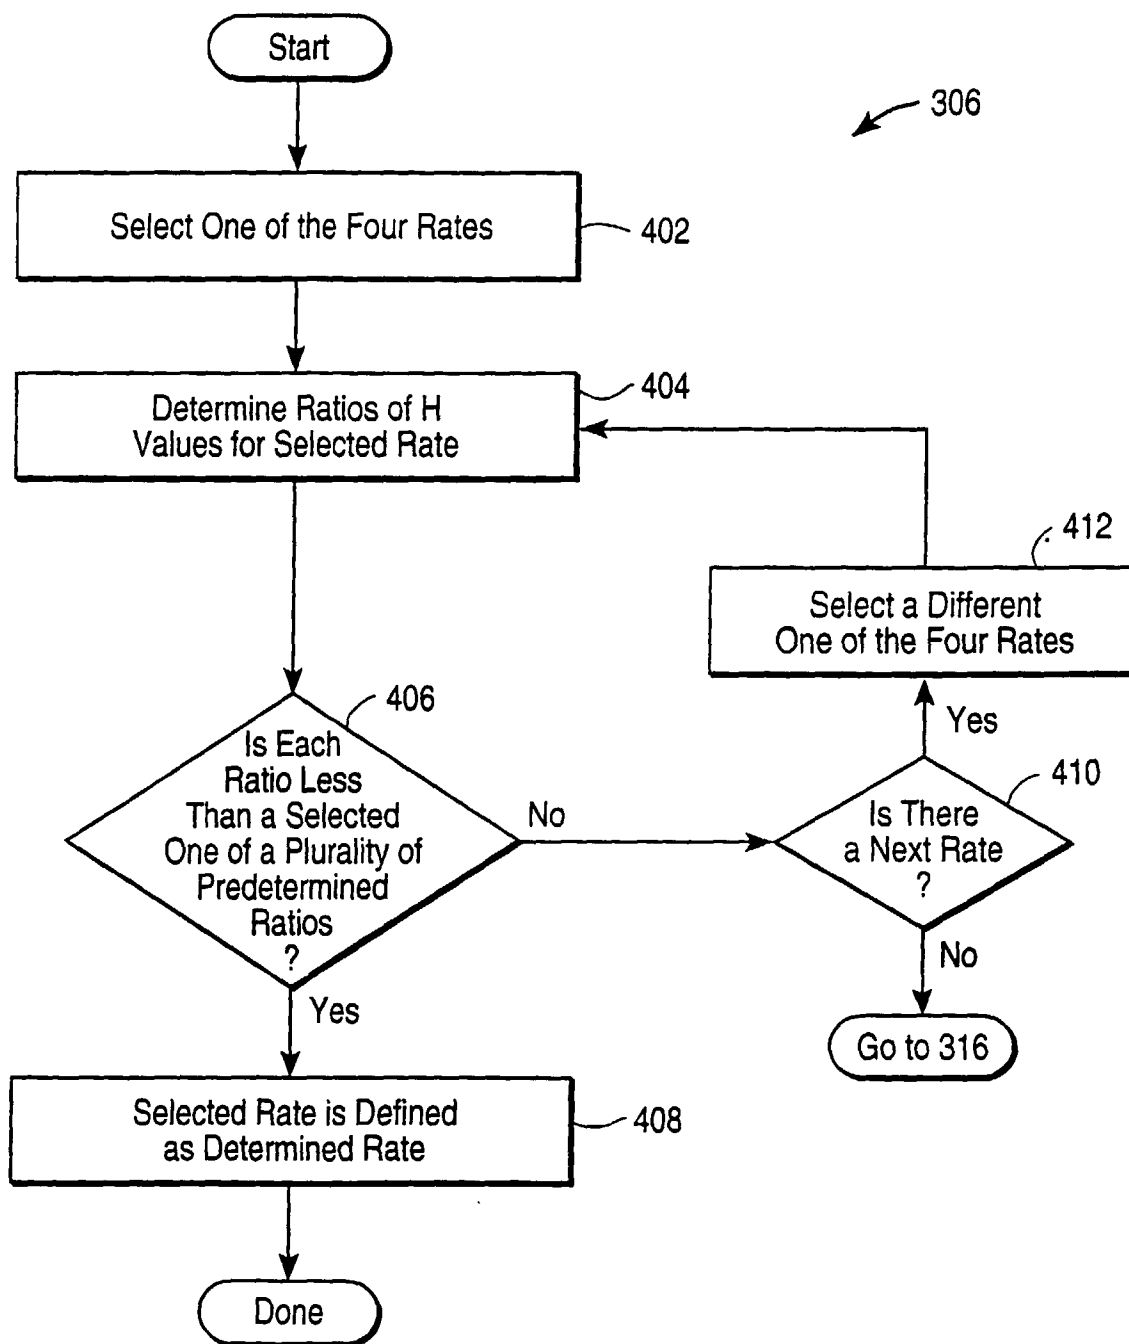 Start
306
Select One of the Four Rates
402
404
Determine Ratios of H
Values for Selected Rate
412
Select a Different
One of the Four Rates
406
Is Each
Ratio Less
Than a Selected
One of a Plurality of
Predetermined
Ratios
?
No
Yes
410
Is There
a Next Rate
?
No
Yes
Go to 316
Selected Rate is Defined
as Determined Rate
408
Done